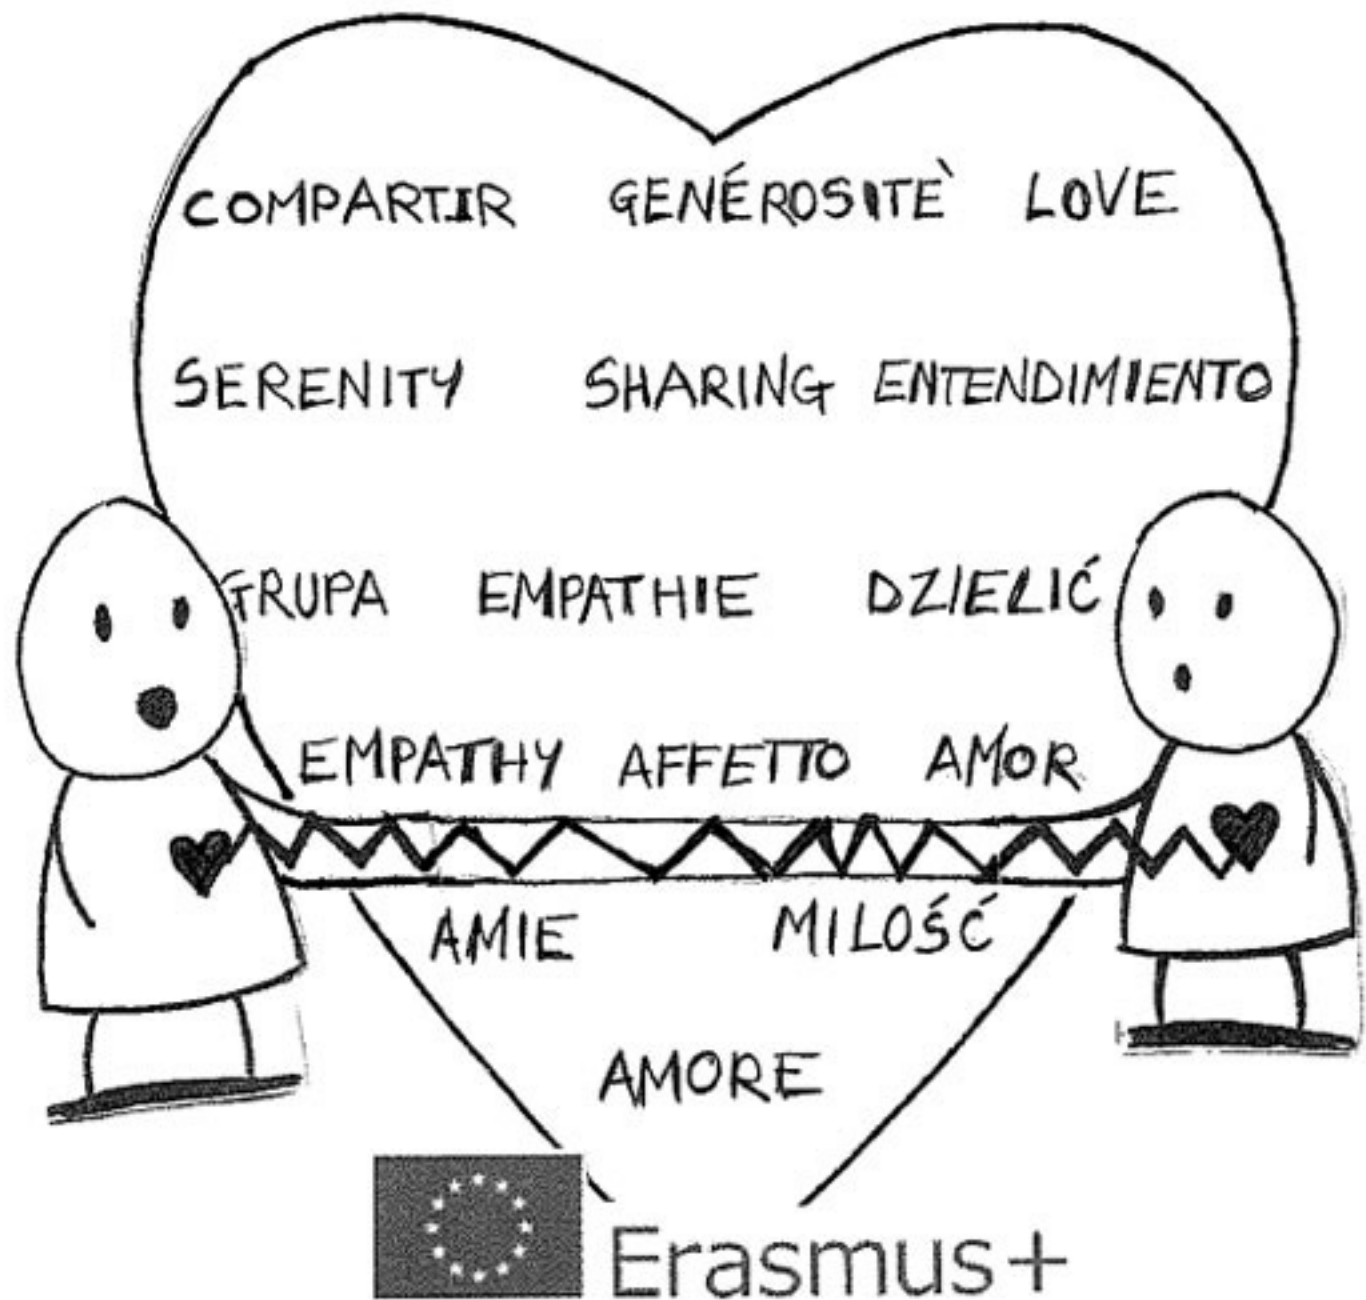 COMPARTIR GENÉROSITÈ LOVE
SERENITY SHARING ENTENDIMIENTO
GRUPA EMPATHIE DZIELIĆ
EMPATHY AFFETTO AMOR
AMIE MILOŚĆ
AMORE
Erasmus+